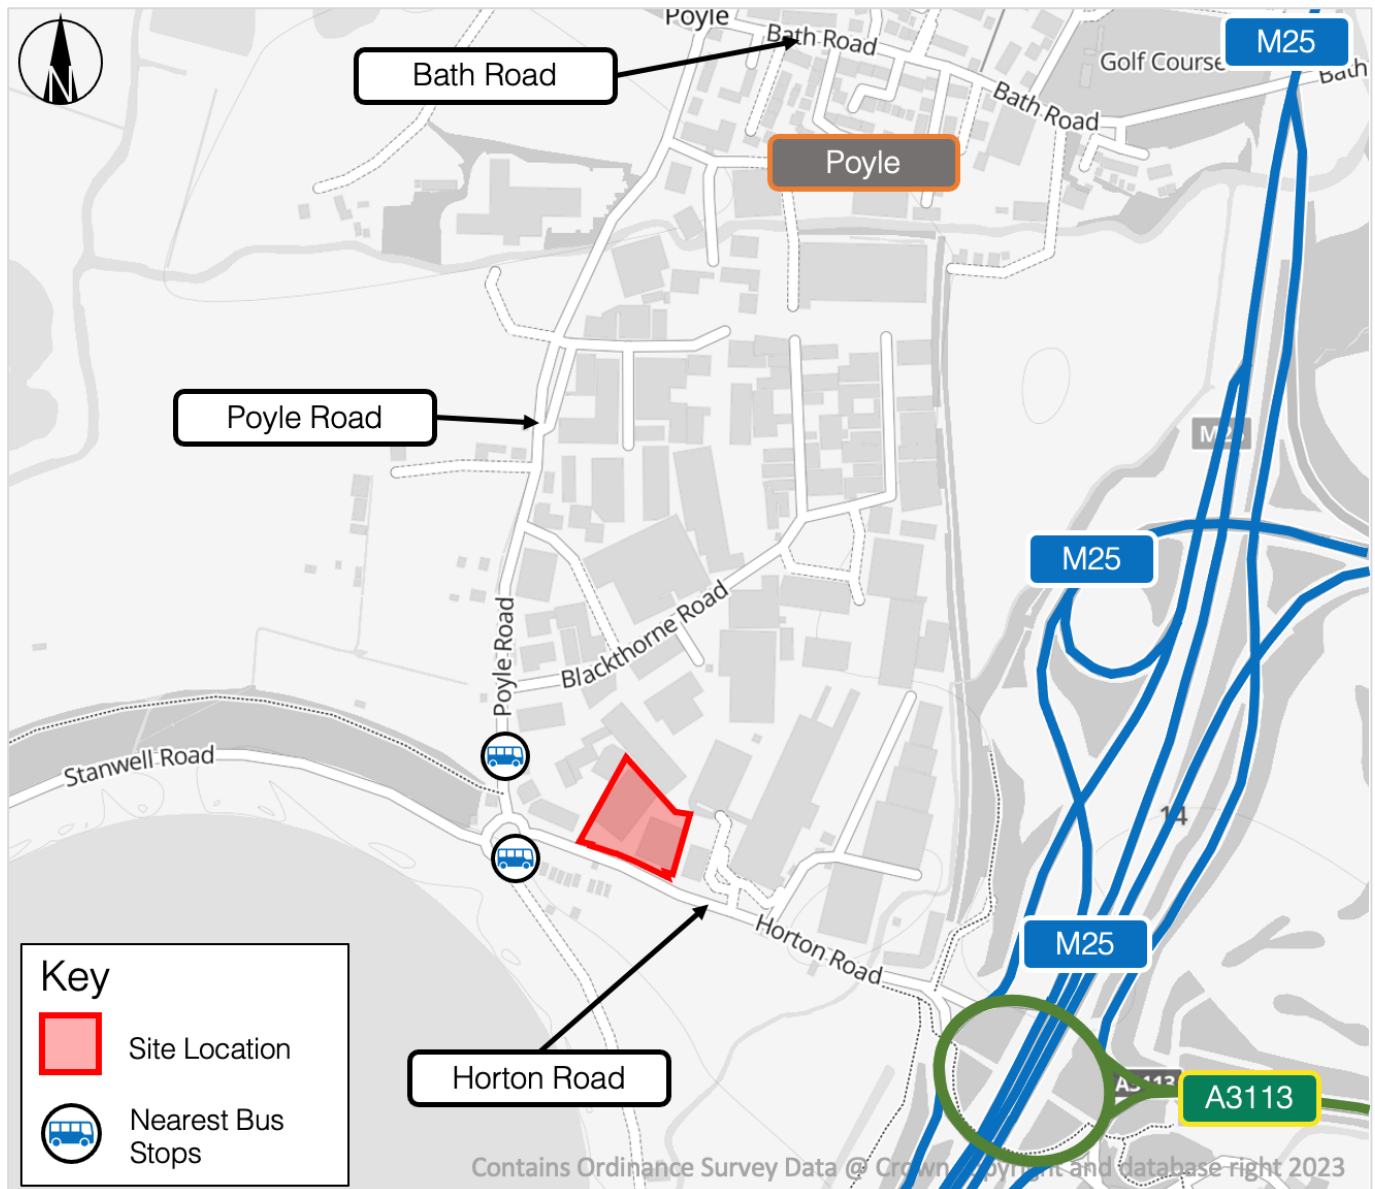 N
Poyle
Bath Road
Bath Road
M25
Golf Course
Bath
Bath Road
Poyle
Poyle Road
M25
M25
Poyle Road
Blackthorne Road
Stanwell Road
14
Horton Road
M25
Horton Road
A3113
A3113
Key
Site Location
Nearest Bus
Stops
Contains Ordinance Survey Data @ Crown copyright and database right 2023